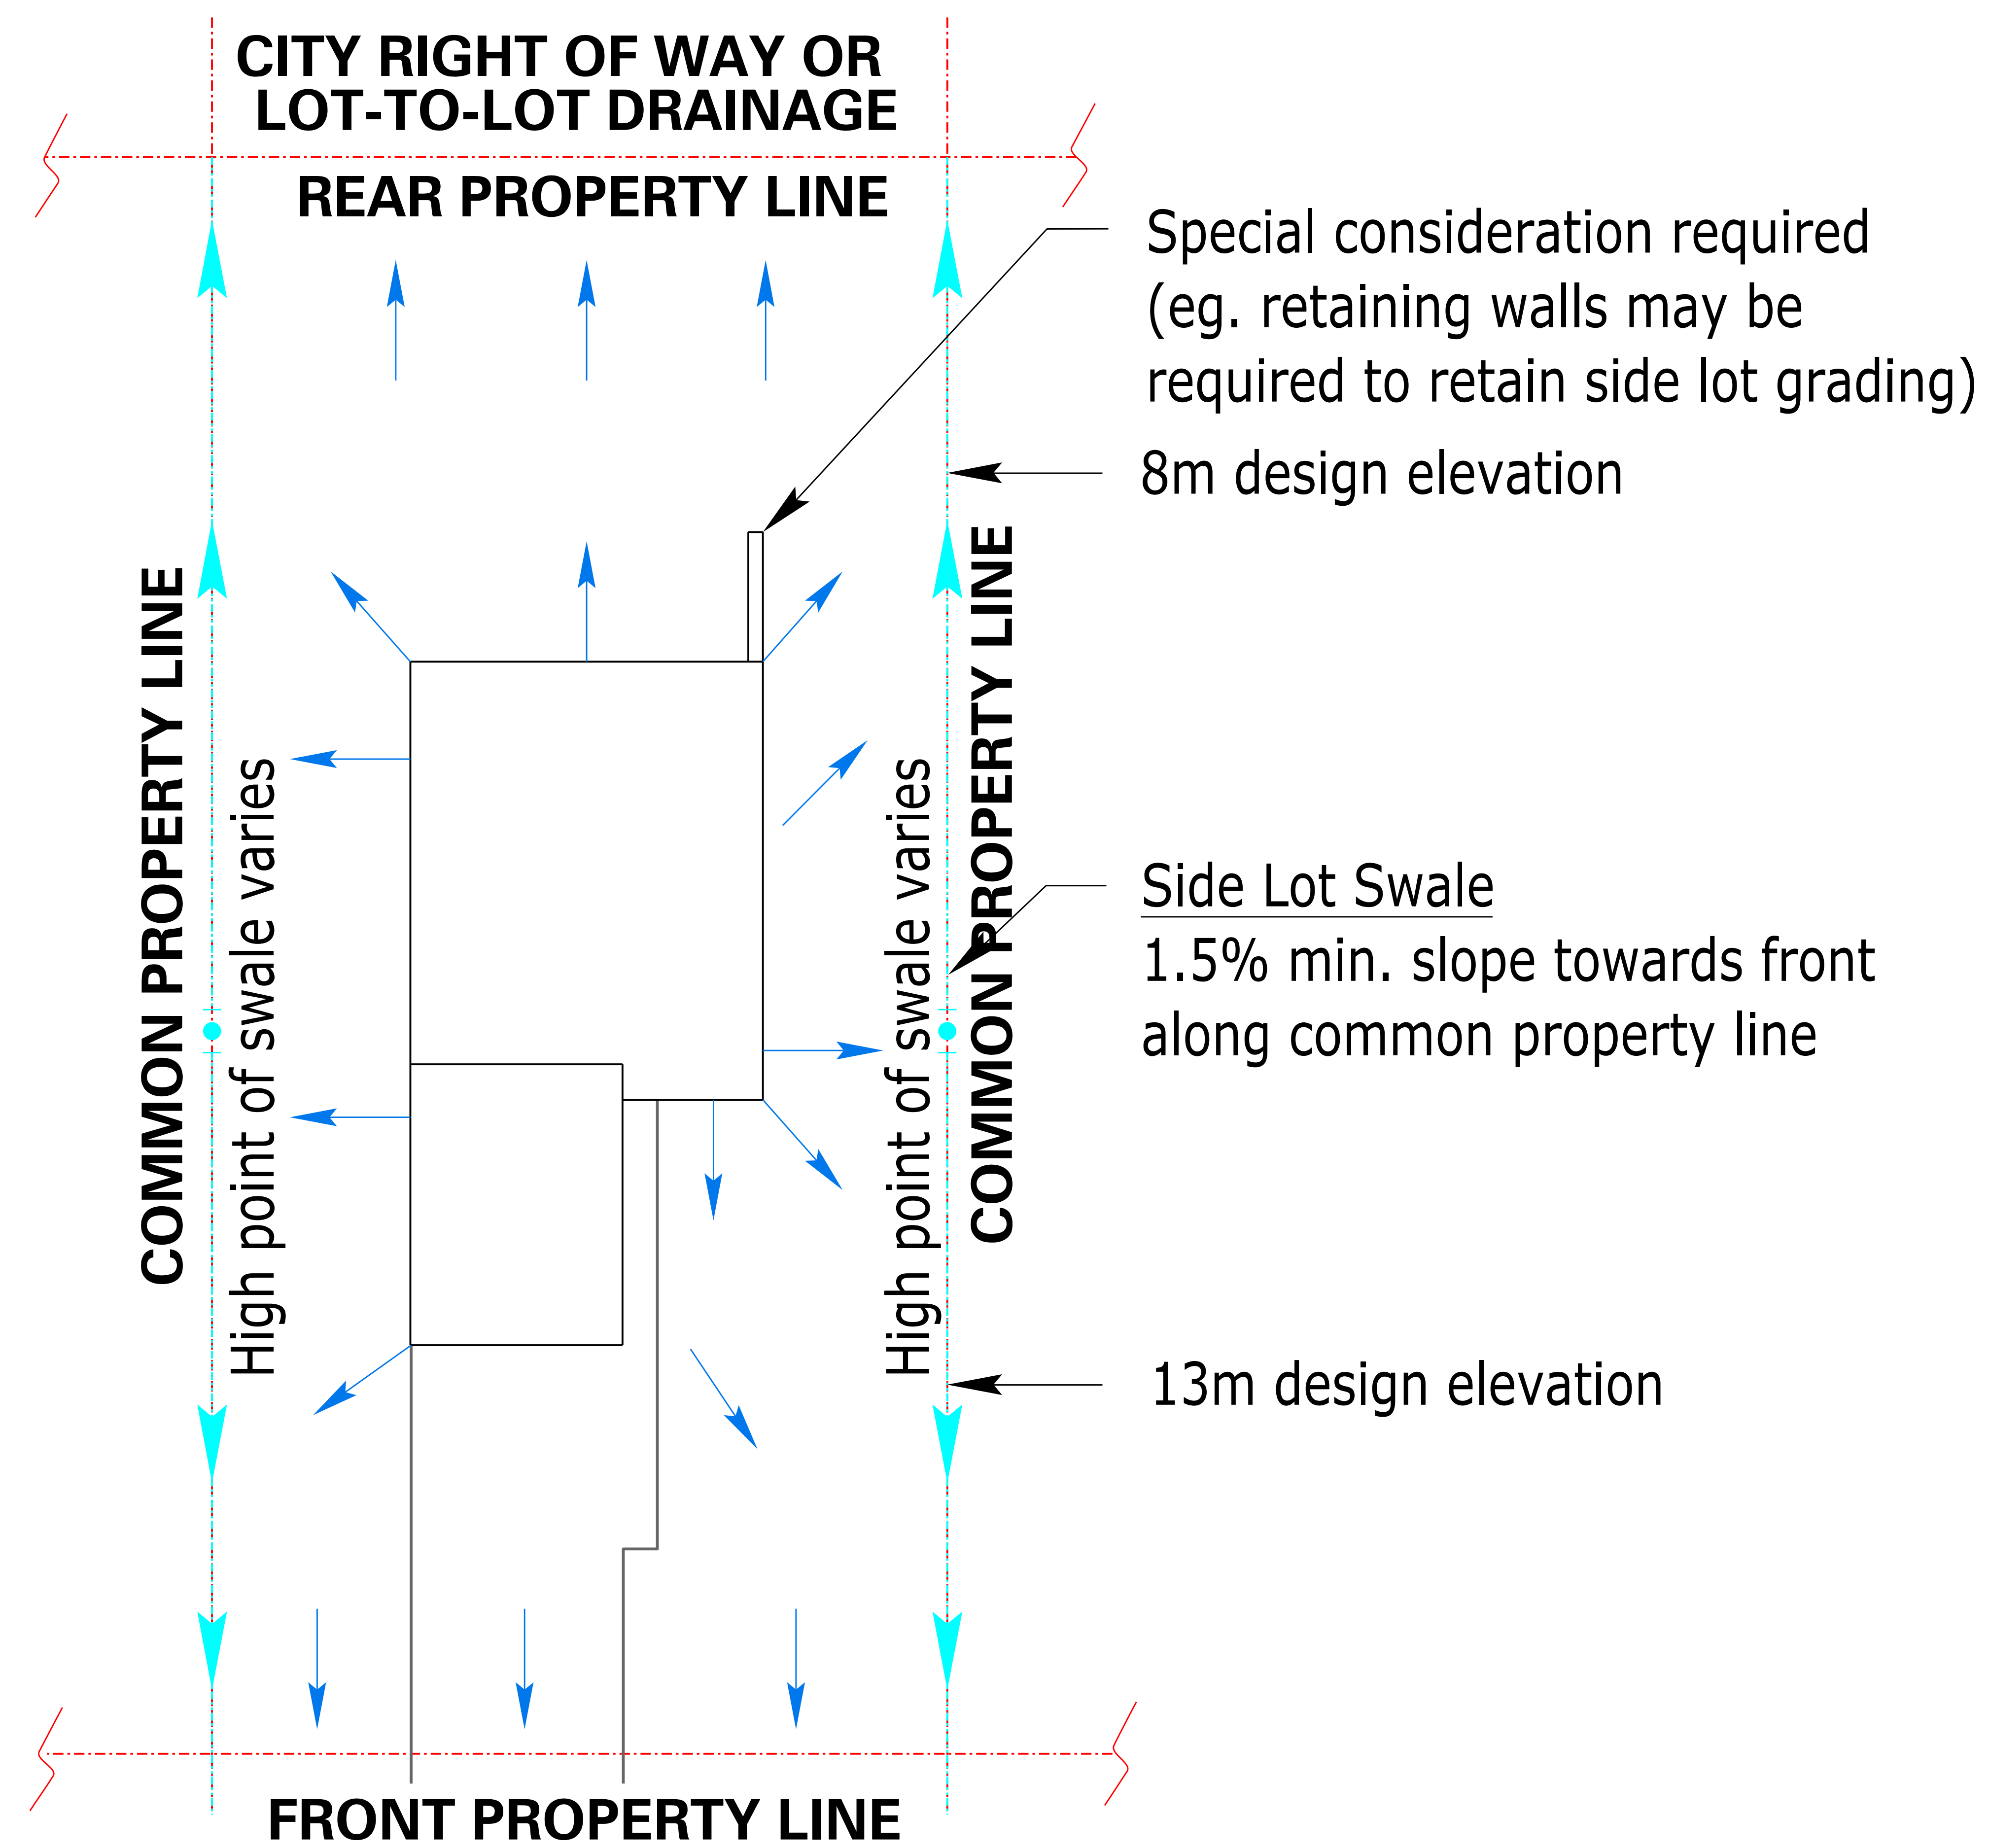 CITY RIGHT OF WAY OR
LOT-TO-LOT DRAINAGE
REAR PROPERTY LINE
Special consideration required
(eg. retaining walls may be
required to retain side lot grading)
8m design elevation
COMMON PROPERTY LINE
High point of swale varies
High point of swale varies
COMMON PROPERTY LINE
Side Lot Swale
1.5% min. slope towards front
along common property line
13m design elevation
FRONT PROPERTY LINE